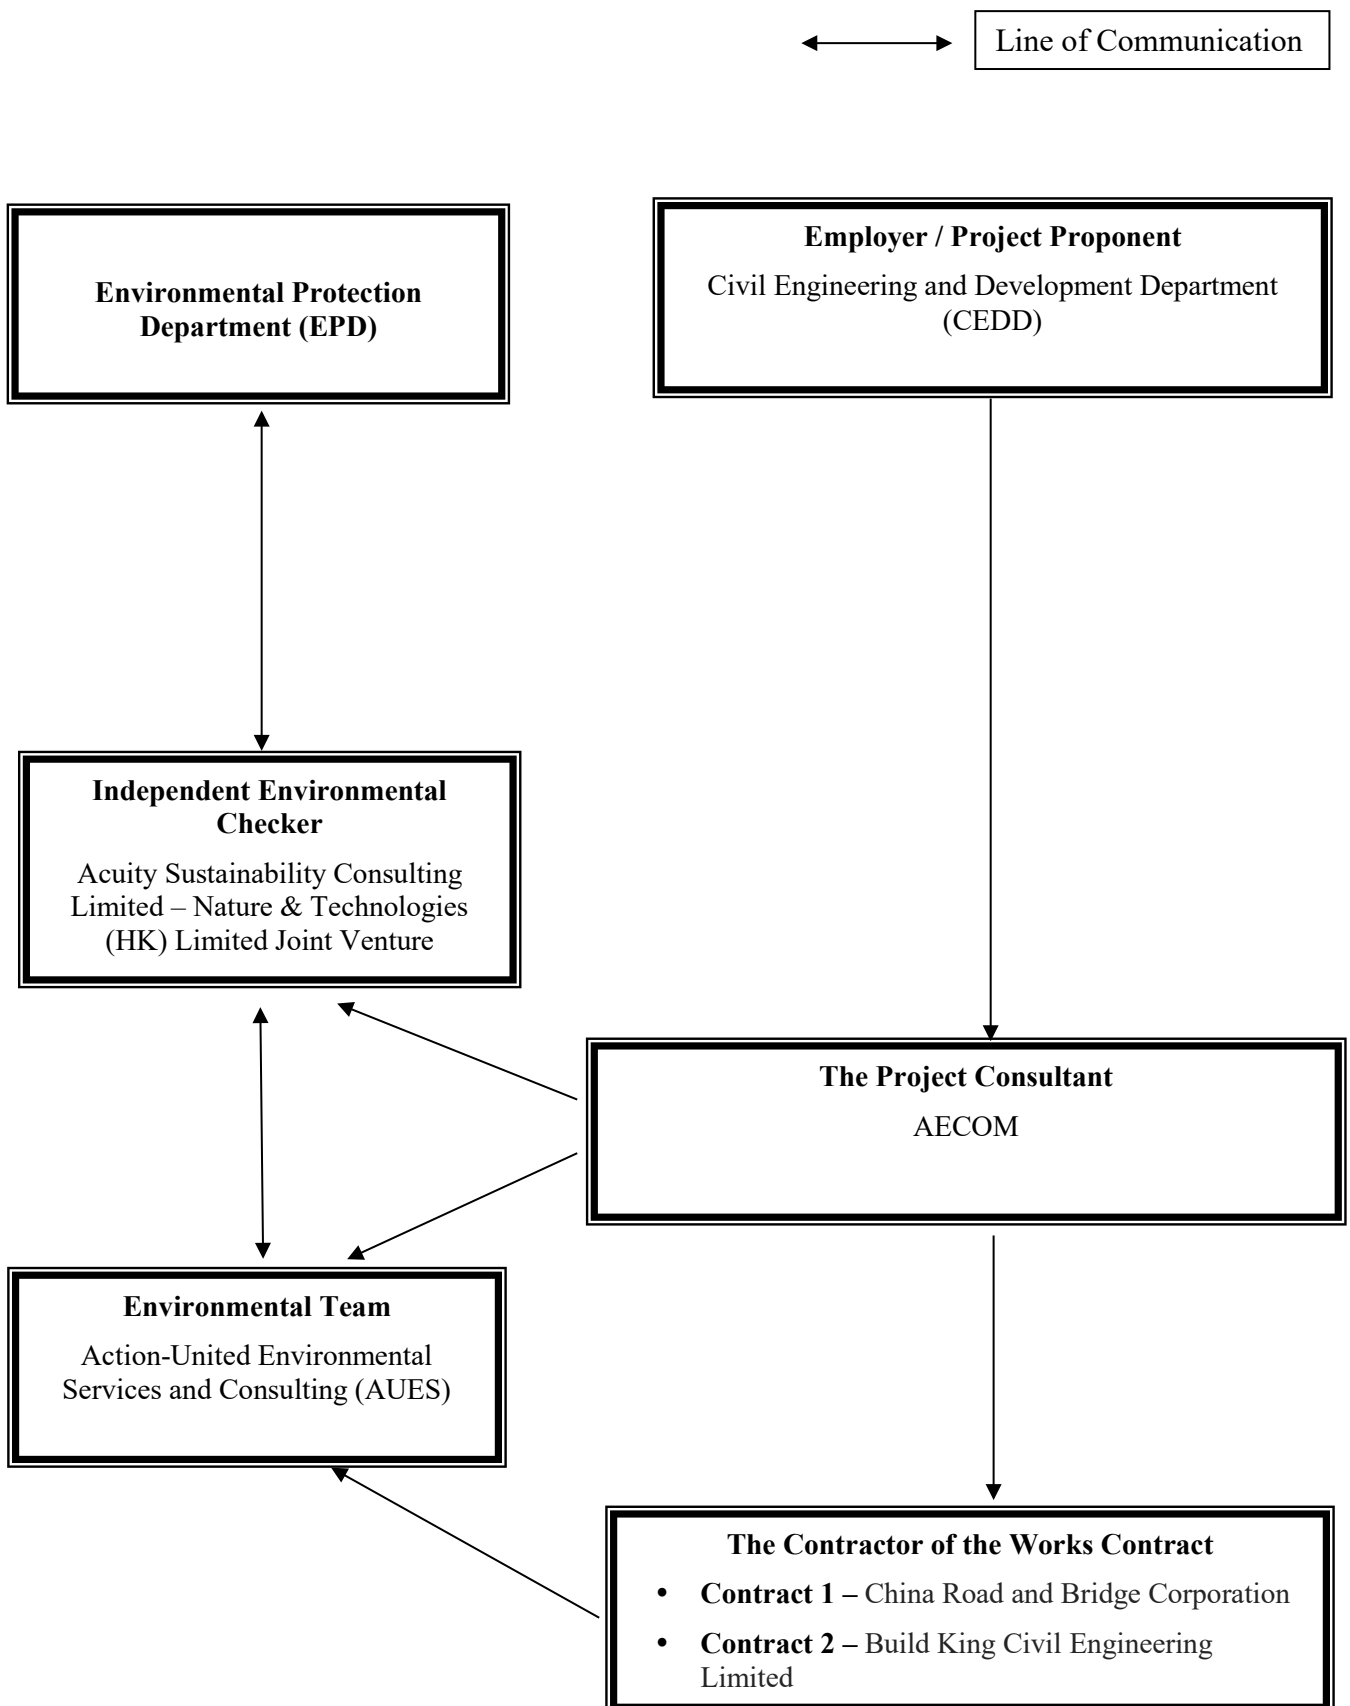 Line of Communication
Environmental Protection
Department (EPD)
Employer / Project Proponent
Civil Engineering and Development Department
(CEDD)
Independent Environmental
Checker
Acuity Sustainability Consulting
Limited – Nature & Technologies
(HK) Limited Joint Venture
The Project Consultant
AECOM
Environmental Team
Action-United Environmental
Services and Consulting (AUES)
The Contractor of the Works Contract
• Contract 1 – China Road and Bridge Corporation
• Contract 2 – Build King Civil Engineering
Limited